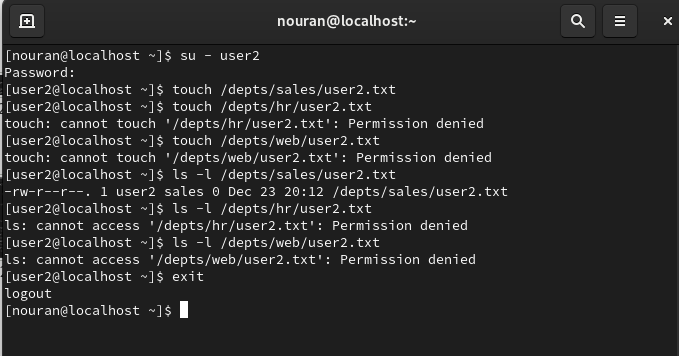 nouran@localhost:~
[nouran@localhost ~]$ su - user2
Password:
[user2@localhost ~]$ touch /depts/sales/user2.txt
[user2@localhost ~]$ touch /depts/hr/user2.txt
touch: cannot touch '/depts/hr/user2.txt': Permission denied
[user2@localhost ~]$ touch /depts/web/user2.txt
touch: cannot touch '/depts/web/user2.txt': Permission denied
[user2@localhost ~]$ ls -l /depts/sales/user2.txt
-rw-r--r--. 1 user2 sales 0 Dec 23 20:12 /depts/sales/user2.txt
[user2@localhost ~]$ ls -l /depts/hr/user2.txt
ls: cannot access '/depts/hr/user2.txt': Permission denied
[user2@localhost ~]$ ls -l /depts/web/user2.txt
ls: cannot access '/depts/web/user2.txt': Permission denied
[user2@localhost ~]$ exit
logout
[nouran@localhost ~]$